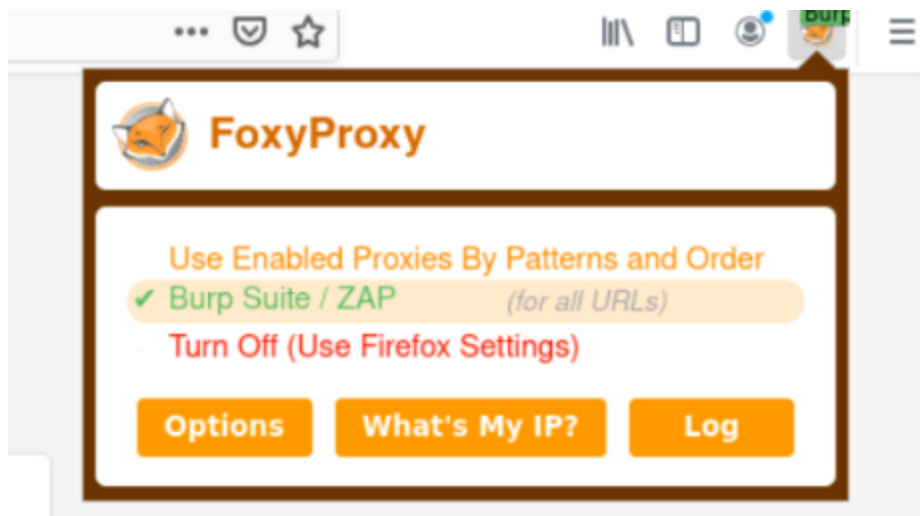 Burp
FoxyProxy
Use Enabled Proxies By Patterns and Order
✔ Burp Suite / ZAP (for all URLs)
Turn Off (Use Firefox Settings)
Options What's My IP? Log